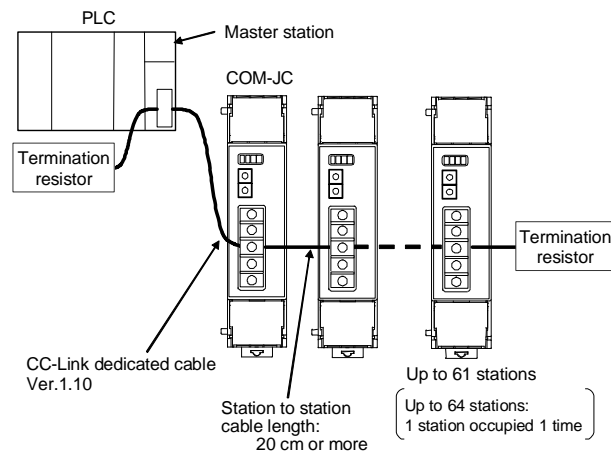 PLC
Master station
COM-JC
Termination
resistor
Termination
resistor
CC-Link dedicated cable
Ver.1.10
Station to station
cable length:
20 cm or more
Up to 61 stations
Up to 64 stations:
1 station occupied 1 time